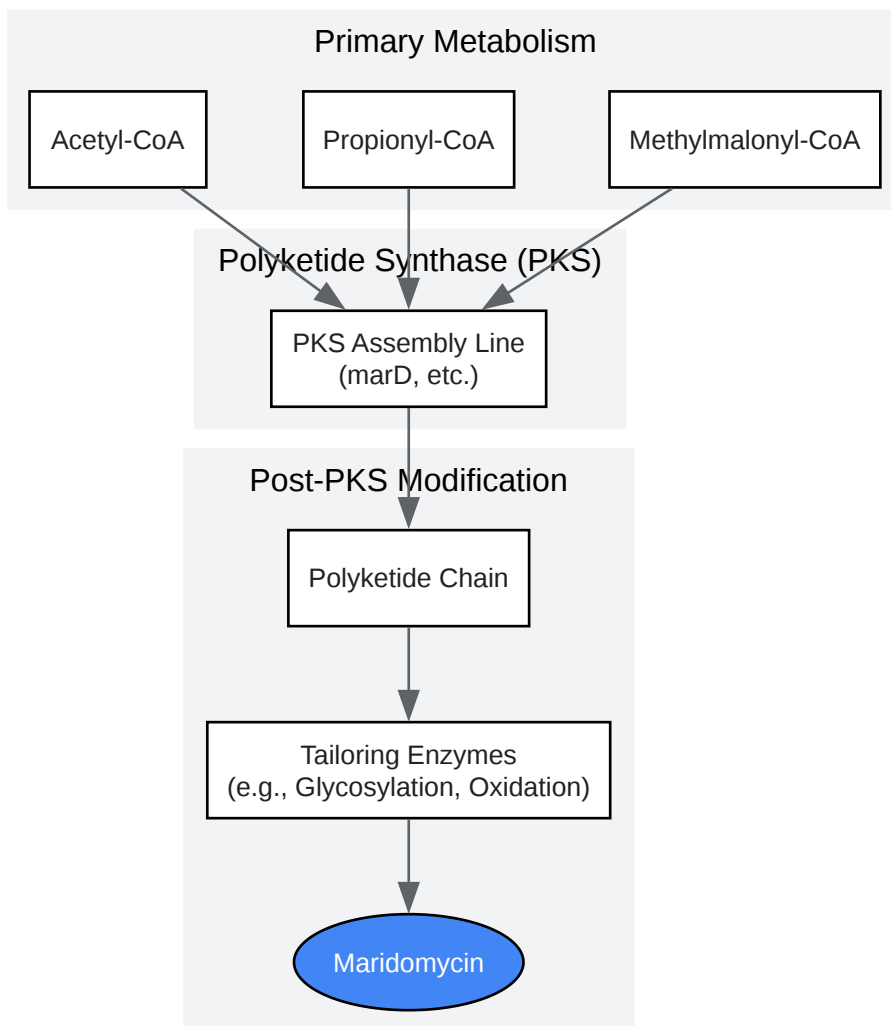 Primary Metabolism
Acetyl-CoA
Propionyl-CoA
Methylmalonyl-CoA
Polyketide Synthase (PKS)
PKS Assembly Line
(marD, etc.)
Post-PKS Modification
Polyketide Chain
Tailoring Enzymes
(e.g., Glycosylation, Oxidation)
Maridomycin